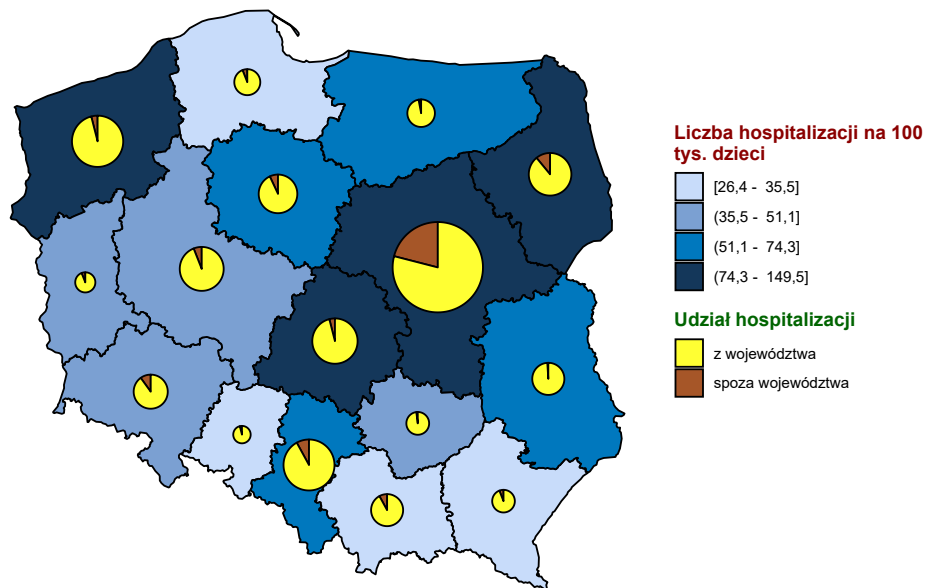 Liczba hospitalizacji na 100
tys. dzieci
[26,4 - 35,5]
(35,5 - 51,1]
(51,1 - 74,3]
(74,3 - 149,5]
Udział hospitalizacji
z województwa
spoza województwa